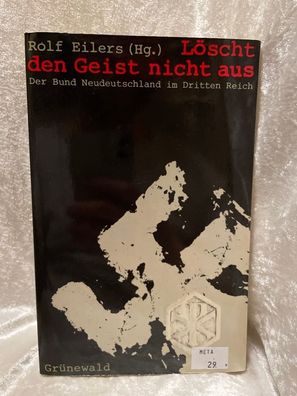 Rolf Eilers (Hg.) Löscht
den Geist nicht aus
Der Bund Neudeutschland im Dritten Reich
META
29
Grünewald